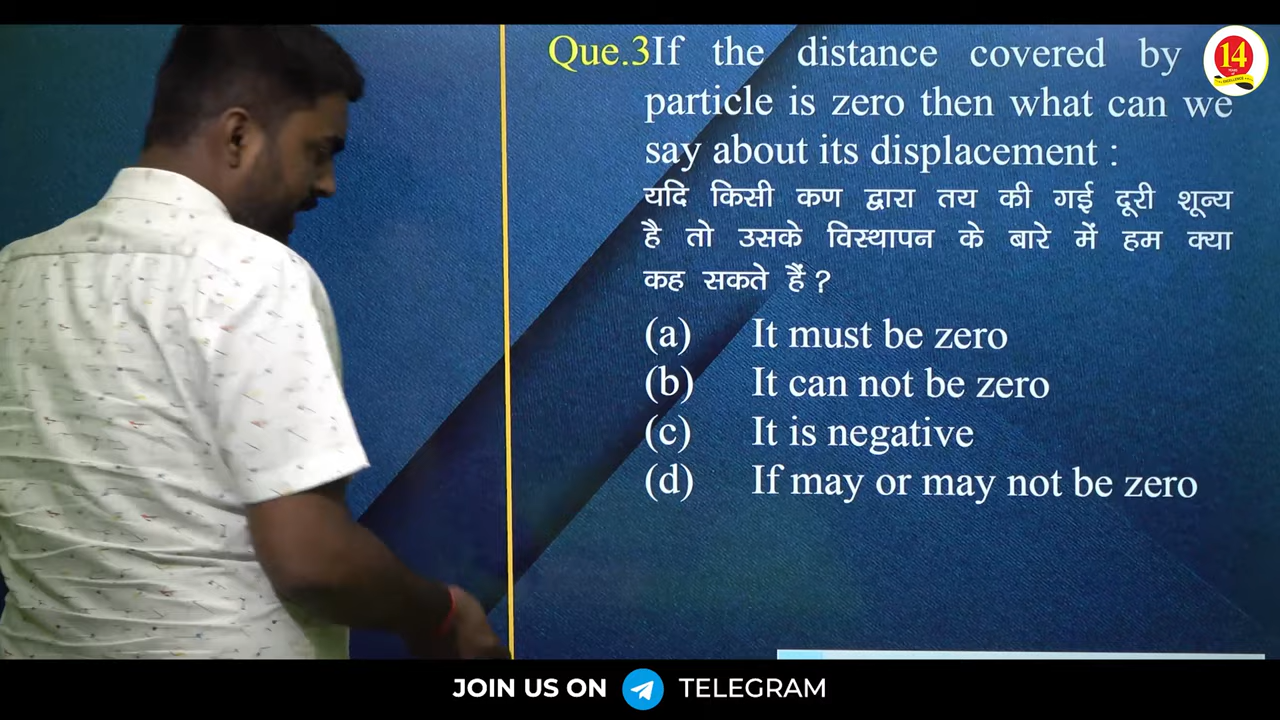 Que.3If the distance covered by
particle is zero then what can we
say about its displacement :
यदि किसी कण द्वारा तय की गई दूरी शून्य
है तो उसके विस्थापन के बारे में हम क्या
कह सकते हैं ?
(a) It must be zero
(b) It can not be zero
(c) It is negative
(d) If may or may not be zero
14
JOIN US ON TELEGRAM